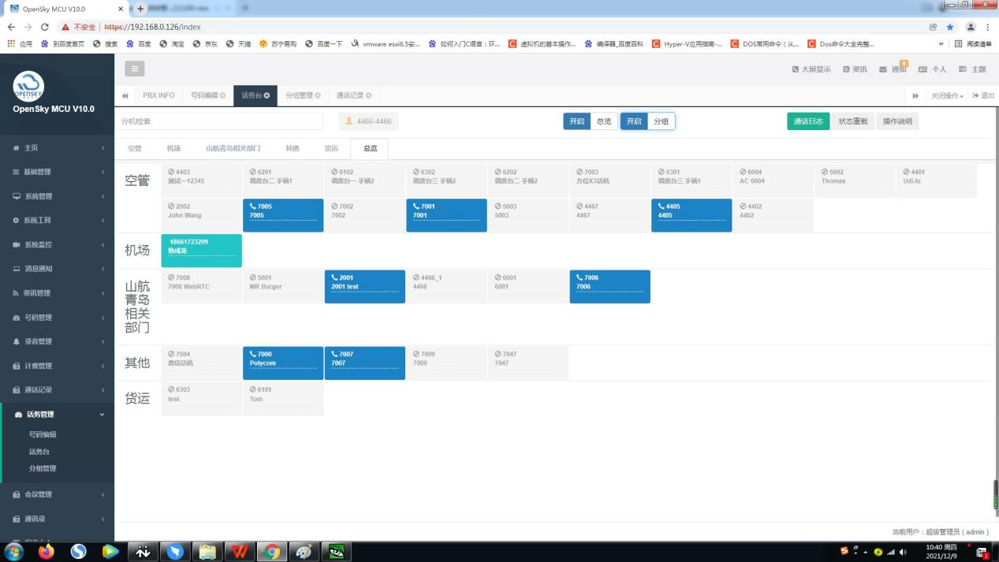 OpenSky MCU V10.0
不安全 https://192.168.0.126/index
应用 到百度首页 搜索 百度 淘宝 京东 天猫 苏宁易购 百度一下 vmware esxi6.5安... 如何入门C语言：环... 虚拟机的基本操作... 编译器_百度百科 Hyper-V应用指南-... DOS常用命令（从... Dos命令大全完整... » 阅读清单
OpenSky MCU V10.0
大屏显示 资讯 通知 0 个人 主题
PBX INFO 号码编辑 话务台 分组管理 通话记录 关闭操作 退出
分机检索 4466-4466 开启 总览 开启 分组 通话日志 状态重载 操作说明
空管 机场 山航青岛相关部门 其他 货运 总览
主页
基础管理
系统管理
系统工具
系统监控
消息通知
资讯管理
号码管理
录音管理
计费管理
通话记录
话务管理
号码编辑
话务台
分组管理
会议管理
通讯录
空管
4403 6201 6102 6302 6202 7003 6301 6004 5002 4401
测试一12345 调度台二 手柄1 调度台一 手柄2 调度台三 手柄2 调度台二 手柄2 方位X3话机 调度台三 手柄1 AC 6004 Thomas Udi.lu
2002 7005 7002 7001 5003 4467 4405 4402
John Wang 7005 7002 7001 5003 4467 4405 4402
机场
18661723299
山航
青岛
相关
部门
7008 5001 2001 4466_1 6001 7006
7008 WebRTC MR Burger 2001 test 4466 6001 7006
其他
7004 7000 7007 7009 7047
鼎信话机 Polycom 7007 7009 7047
货运
6303 6101
test Tom
当前用户：超级管理员 ( admin )
10:40 周四
2021/12/9
2